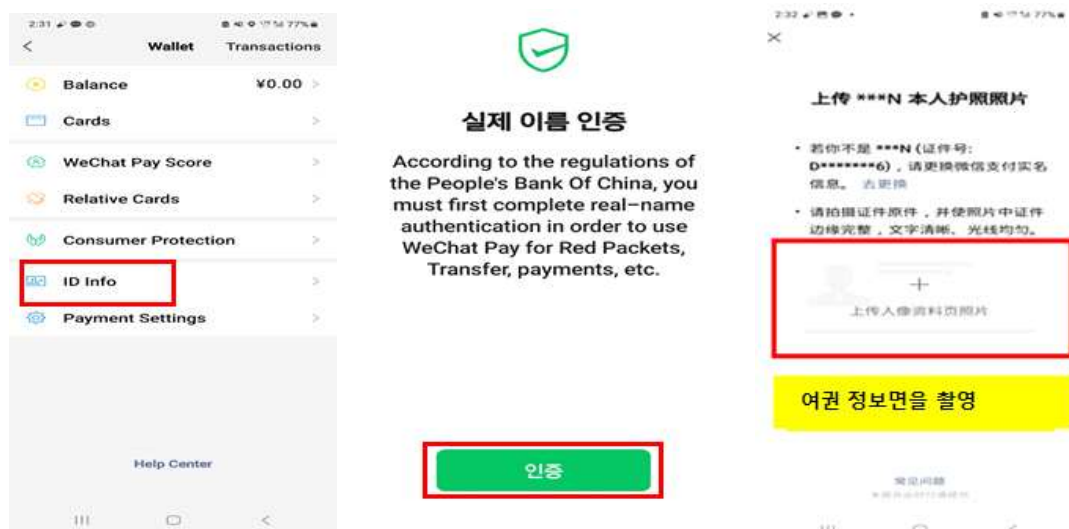 2:31
77%
Wallet
Transactions
Balance
¥0.00
Cards
WeChat Pay Score
Relative Cards
Consumer Protection
ID Info
Payment Settings
Help Center
실제 이름 인증
According to the regulations of
the People's Bank Of China, you
must first complete real-name
authentication in order to use
WeChat Pay for Red Packets,
Transfer, payments, etc.
인증
2:32
77%
上传 ***N 本人护照照片
• 若你不是 ***N (证件号:
D*******6)，请更换微信支付实名
信息。 去更换
• 请拍摄证件原件，并使照片中证件
边缘完整，文字清晰、光线均匀。
上传人像资料页照片
여권 정보면을 촬영
常见问题